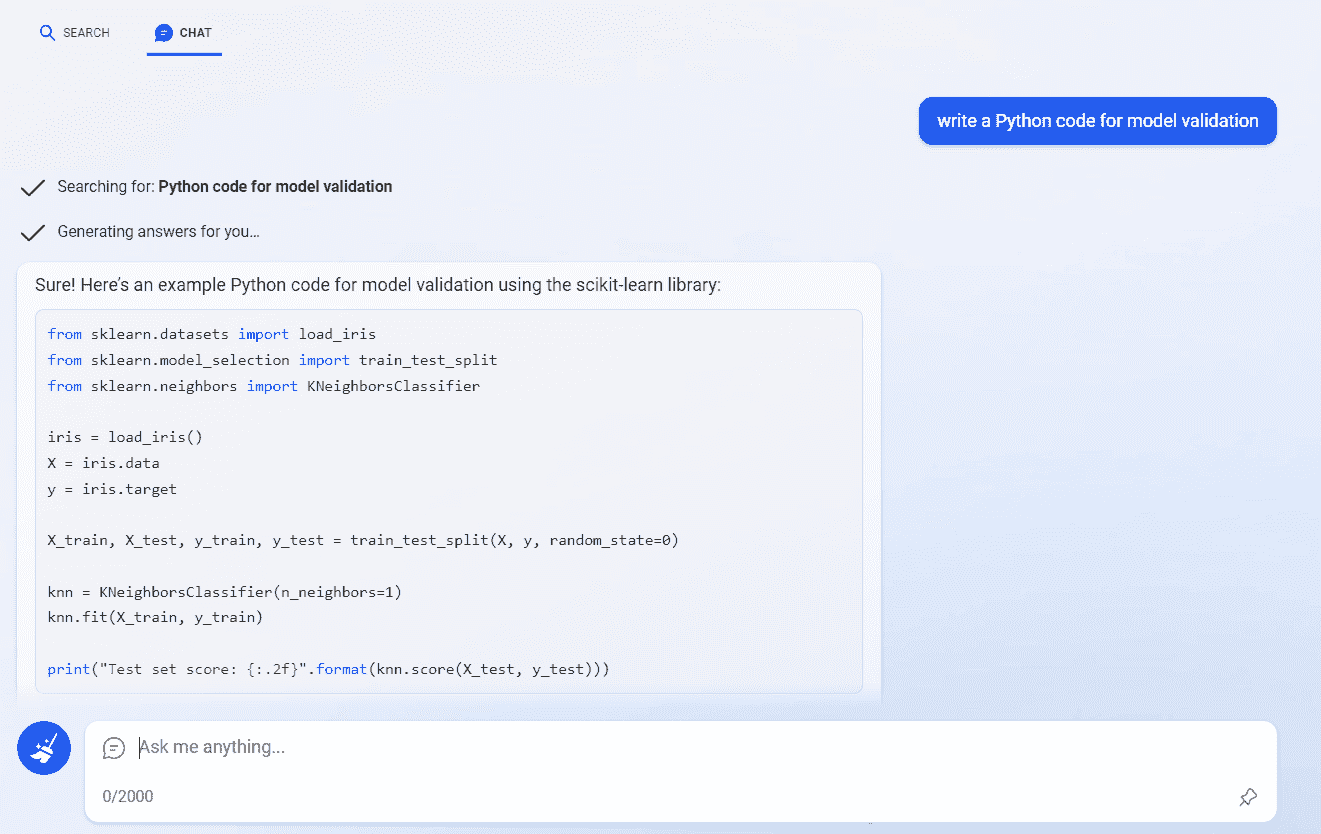 SEARCH CHAT
write a Python code for model validation
Searching for: Python code for model validation
Generating answers for you...
Sure! Here's an example Python code for model validation using the scikit-learn library:
from sklearn.datasets import load_iris
from sklearn.model_selection import train_test_split
from sklearn.neighbors import KNeighborsClassifier
iris = load_iris()
X = iris.data
y = iris.target
X_train, X_test, y_train, y_test = train_test_split(X, y, random_state=0)
knn = KNeighborsClassifier(n_neighbors=1)
knn.fit(X_train, y_train)
print("Test set score: {:.2f}".format(knn.score(X_test, y_test)))
Ask me anything...
0/2000